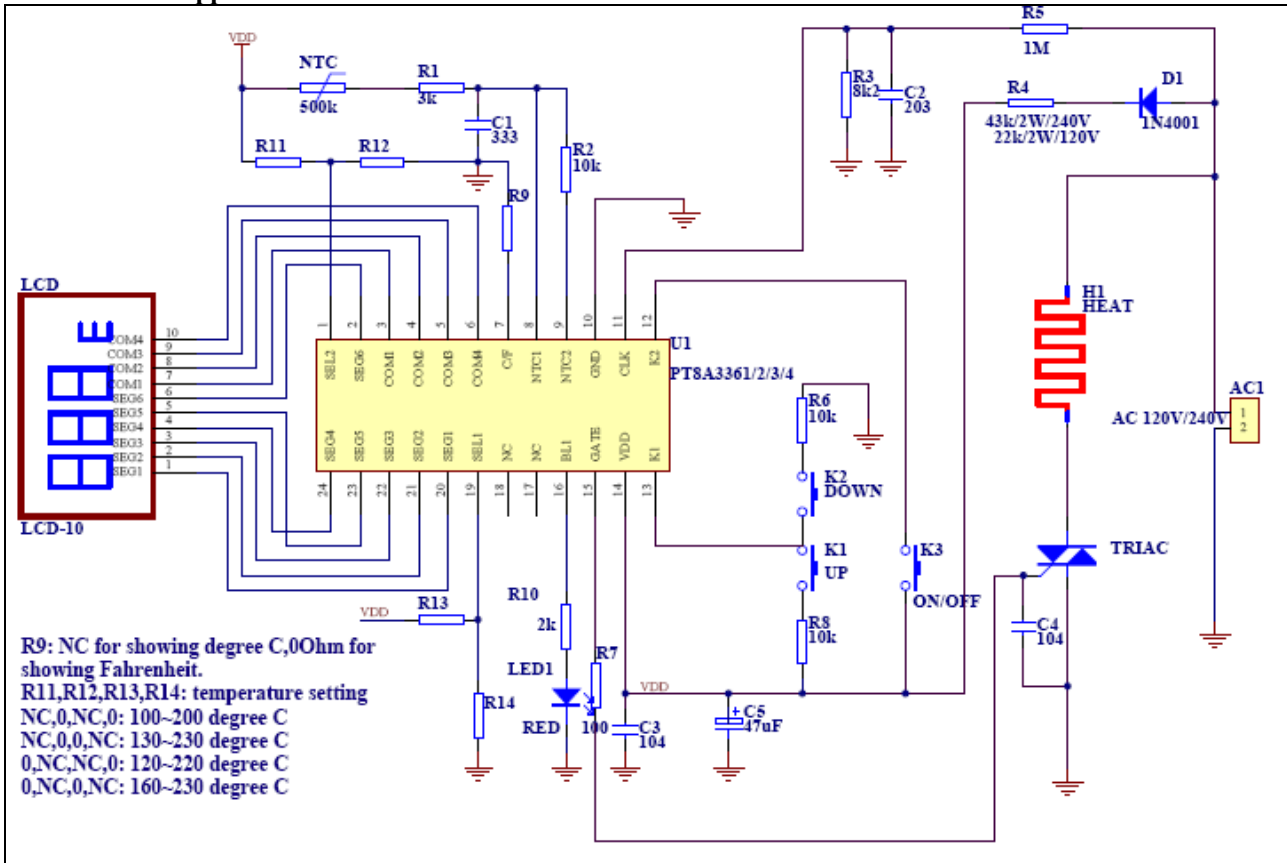 VDD
NTC
500k
R1
3k
C1
333
R2
10k
R11
R12
R9
R5
1M
R3
8k2
C2
203
R4
43k/2W/240V
22k/2W/120V
D1
1N4001
LCD
COM4 10
COM3 9
COM2 8
COM1 7
SEG6 6
SEG5 5
SEG4 4
SEG3 3
SEG2 2
SEG1 1
LCD-10
1 2 3 4 5 6 7 8 9 10 11 12
SEL2 SEG6 COM1 COM2 COM3 COM4 C/F NTC1 NTC2 GND CLK K2
U1
PT8A3361/2/3/4
SEG4 SEG5 SEG3 SEG2 SEG1 SEL1 NC NC BL1 GATE VDD K1
24 23 22 21 20 19 18 17 16 15 14 13
H1
HEAT
AC1
AC 120V/240V
1
2
R6
10k
K2
DOWN
K1
UP
K3
ON/OFF
R8
10k
TRIAC
C4
104
VDD
R13
R14
R10
2k
LED1
RED
R7
100
VDD
C3
104
C5
+
47uF
R9: NC for showing degree C,0Ohm for
showing Fahrenheit.
R11,R12,R13,R14: temperature setting
NC,0,NC,0: 100~200 degree C
NC,0,0,NC: 130~230 degree C
0,NC,NC,0: 120~220 degree C
0,NC,0,NC: 160~230 degree C